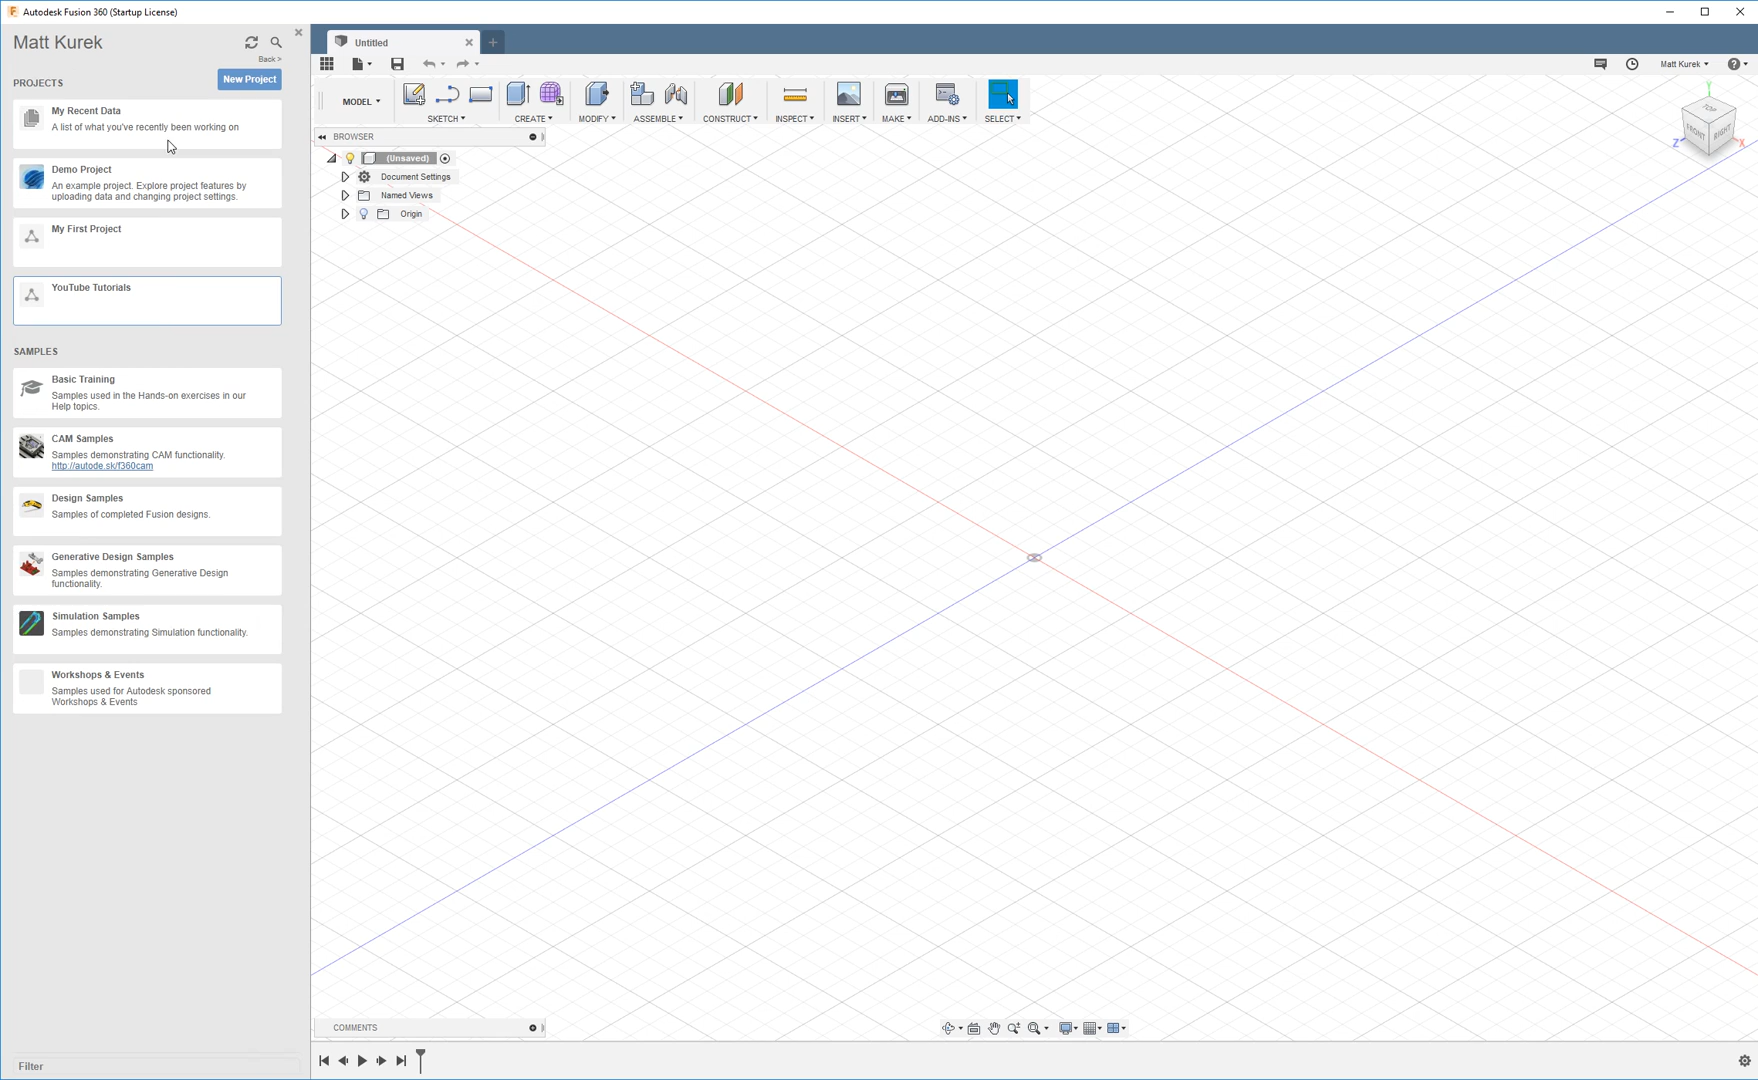 Autodesk Fusion 360 (Startup License)
Matt Kurek
Back >
PROJECTS
New Project
My Recent Data
A list of what you've recently been working on
Demo Project
An example project. Explore project features by
uploading data and changing project settings.
My First Project
YouTube Tutorials
SAMPLES
Basic Training
Samples used in the Hands-on exercises in our
Help topics.
CAM Samples
Samples demonstrating CAM functionality.
http://autode.sk/f360cam
Design Samples
Samples of completed Fusion designs.
Generative Design Samples
Samples demonstrating Generative Design
functionality.
Simulation Samples
Samples demonstrating Simulation functionality.
Workshops & Events
Samples used for Autodesk sponsored
Workshops & Events
Filter
Untitled
Matt Kurek
MODEL
SKETCH
CREATE
MODIFY
ASSEMBLE
CONSTRUCT
INSPECT
INSERT
MAKE
ADD-INS
SELECT
BROWSER
(Unsaved)
Document Settings
Named Views
Origin
Y
TOP
FRONT
RIGHT
Z
X
COMMENTS